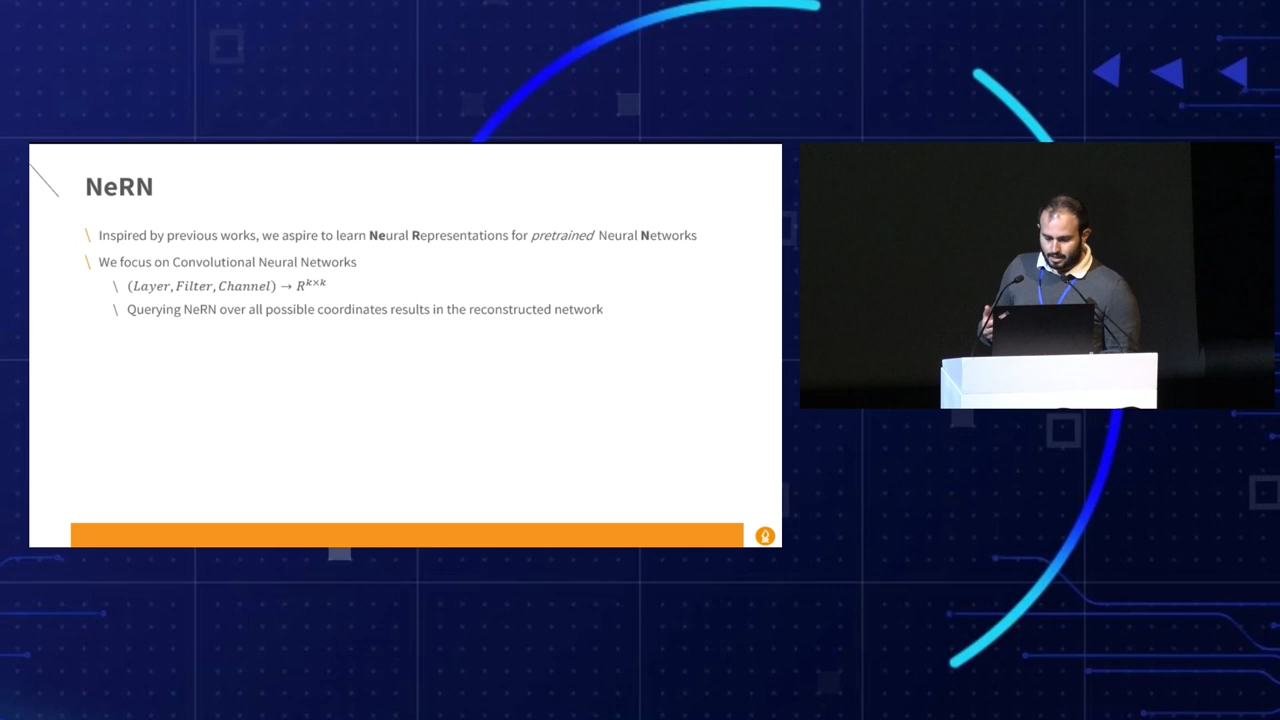 NeRN
\ Inspired by previous works, we aspire to learn Neural Representations for pretrained Neural Networks
\ We focus on Convolutional Neural Networks
\ (Layer, Filter, Channel) → R^{k×k}
\ Querying NeRN over all possible coordinates results in the reconstructed network